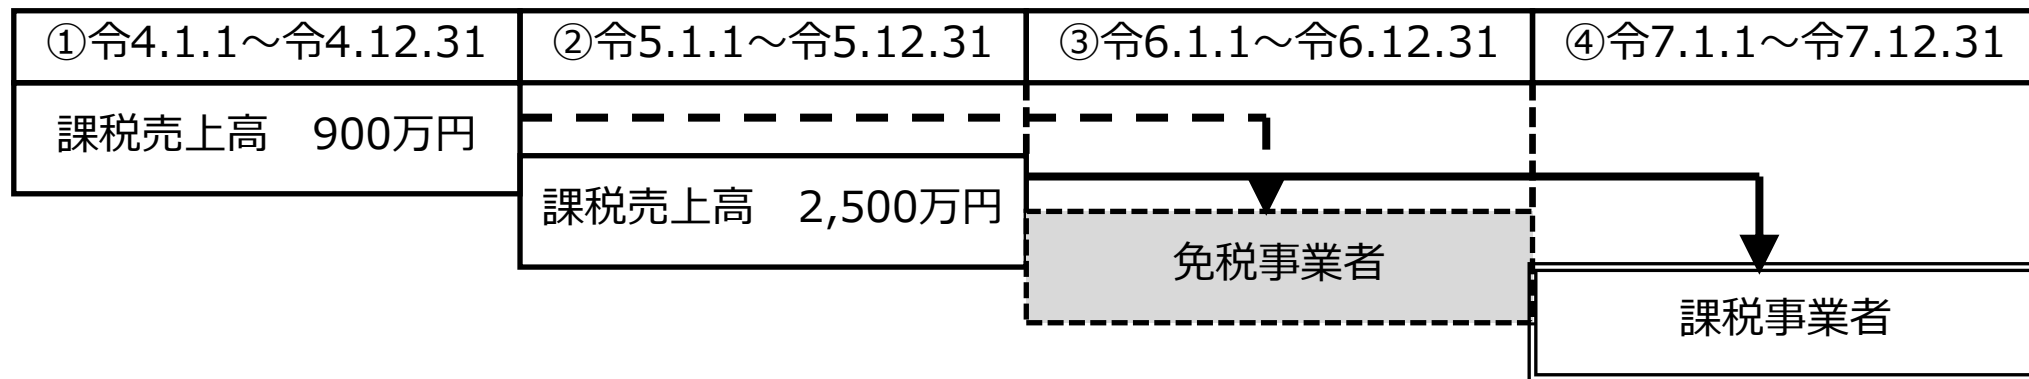 ①令4.1.1～令4.12.31
②令5.1.1～令5.12.31
③令6.1.1～令6.12.31
④令7.1.1～令7.12.31
課税売上高　900万円
課税売上高　2,500万円
免税事業者
課税事業者